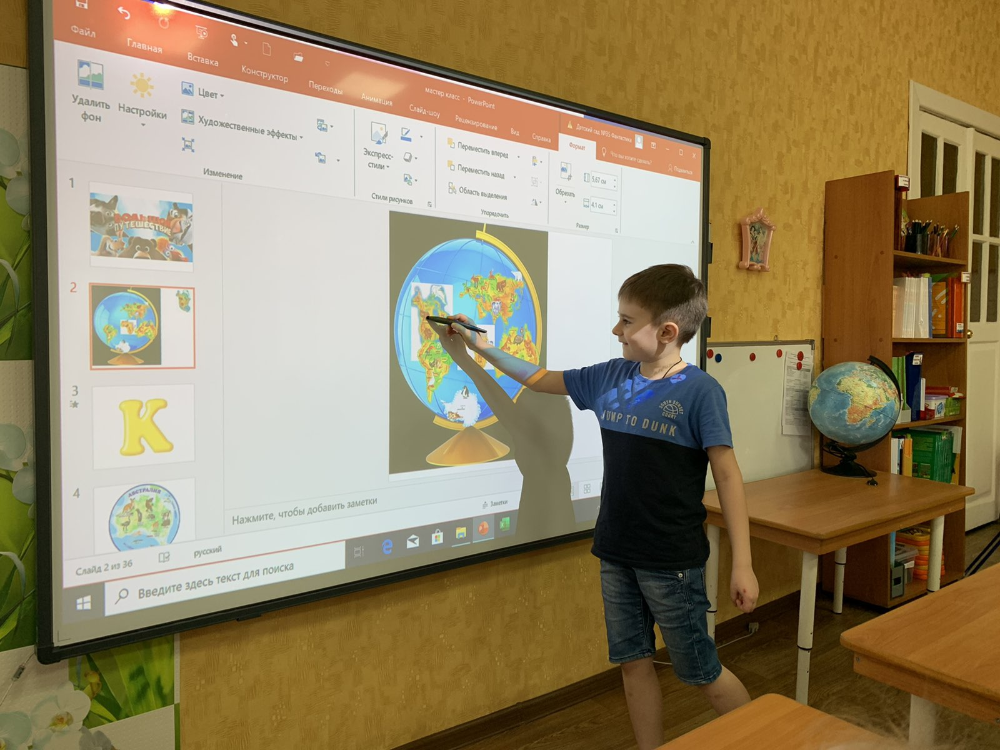 мастер класс - PowerPoint
Детский сад №35 Фантастика
Файл
Главная
Вставка
Конструктор
Переходы
Анимация
Слайд-шоу
Рецензирование
Вид
Справка
Формат
Что вы хотите сделать?
Поделиться
Удалить
фон
Настройки
Цвет
Художественные эффекты
Изменение
Экспресс-
стили
Стили рисунков
Переместить вперед
Переместить назад
Область выделения
Упорядочить
Обрезать
5,67 см
4,1 см
Размер
1
БОЛЬШОЕ
ПУТЕШЕСТВИЕ
2
3
К
4
АВСТРАЛИЯ
Нажмите, чтобы добавить заметки
Заметки
Слайд 2 из 36
русский
Введите здесь текст для поиска
SOUTH SUNSET
COURT
JUMP TO DUNK